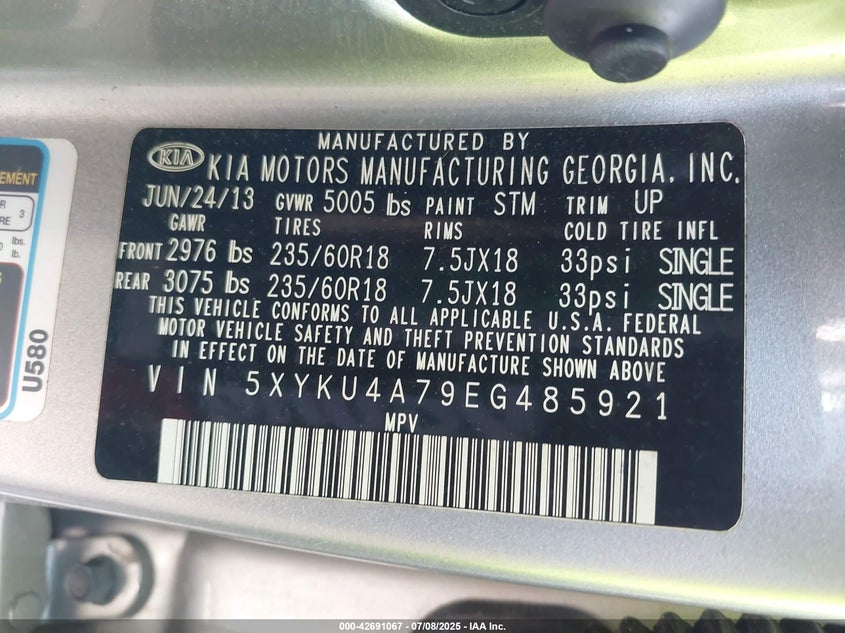 MANUFACTURED BY
KIA KIA MOTORS MANUFACTURING GEORGIA, INC.
JUN/24/13 GVWR 5005 lbs PAINT STM TRIM UP
GAWR TIRES RIMS COLD TIRE INFL
FRONT 2976 lbs 235/60R18 7.5JX18 33psi SINGLE
REAR 3075 lbs 235/60R18 7.5JX18 33psi SINGLE
THIS VEHICLE CONFORMS TO ALL APPLICABLE U.S.A. FEDERAL
MOTOR VEHICLE SAFETY AND THEFT PREVENTION STANDARDS
IN EFFECT ON THE DATE OF MANUFACTURE SHOWN ABOVE
VIN 5XYKU4A79EG485921
MPV
3
lbs.
lb.
U580
000-42691067 / 07/08/2025 - IAA Inc.